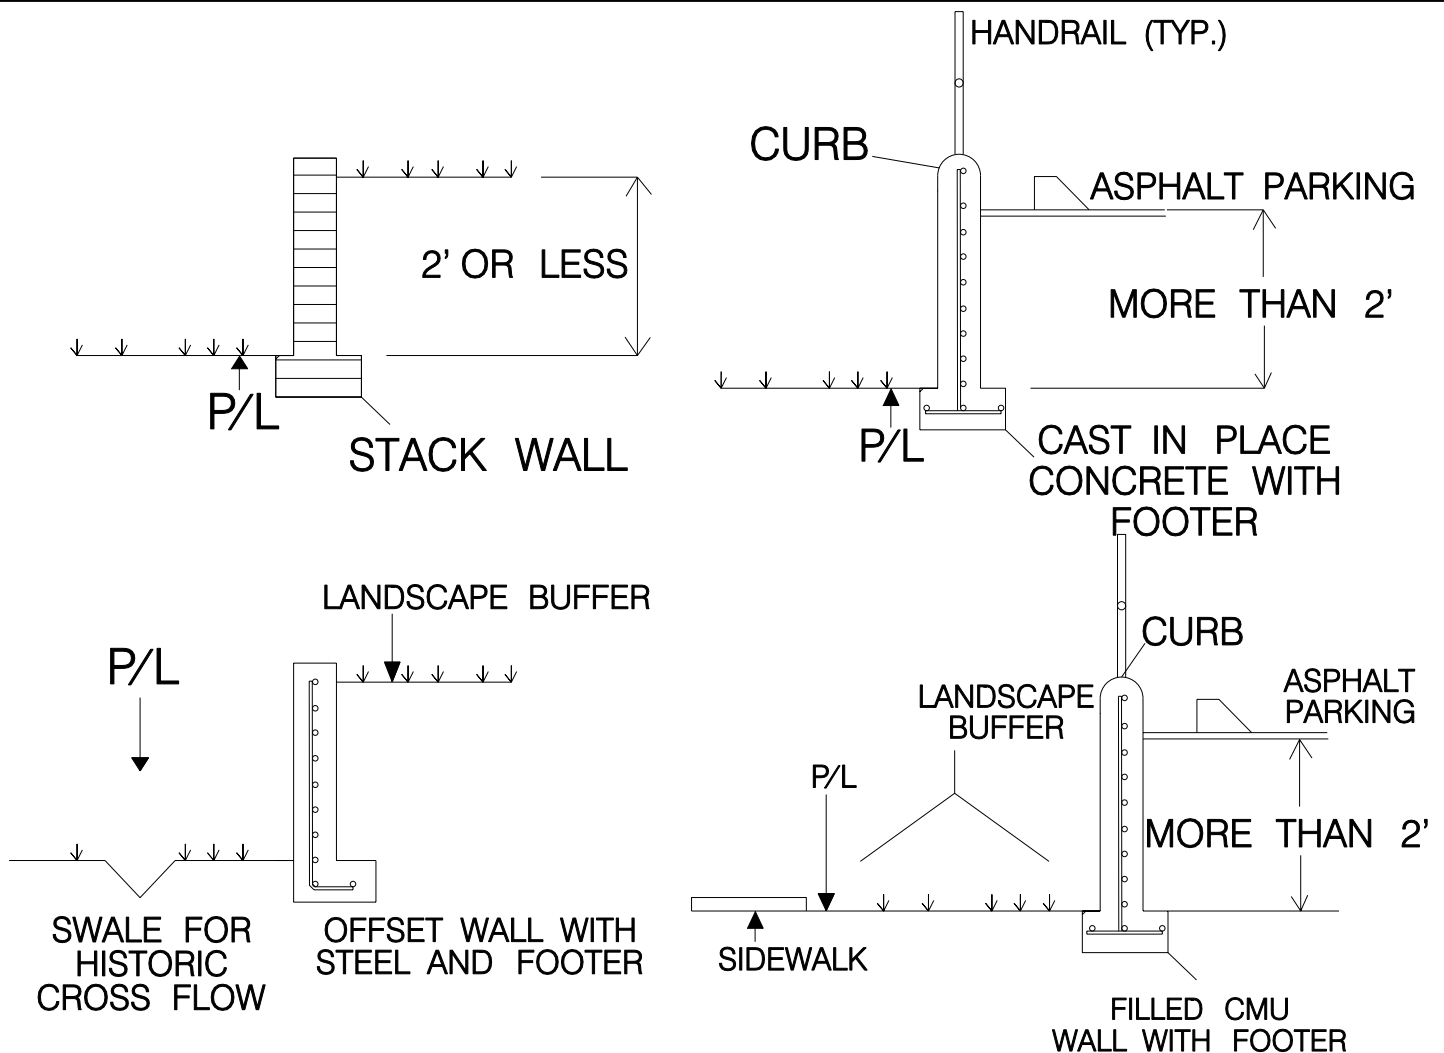 HANDRAIL (TYP.)
CURB
ASPHALT PARKING
2' OR LESS
MORE THAN 2'
P/L
STACK WALL
P/L
CAST IN PLACE
CONCRETE WITH
FOOTER
LANDSCAPE BUFFER
P/L
CURB
LANDSCAPE
BUFFER
ASPHALT
PARKING
P/L
MORE THAN 2'
SWALE FOR
HISTORIC
CROSS FLOW
OFFSET WALL WITH
STEEL AND FOOTER
SIDEWALK
FILLED CMU
WALL WITH FOOTER